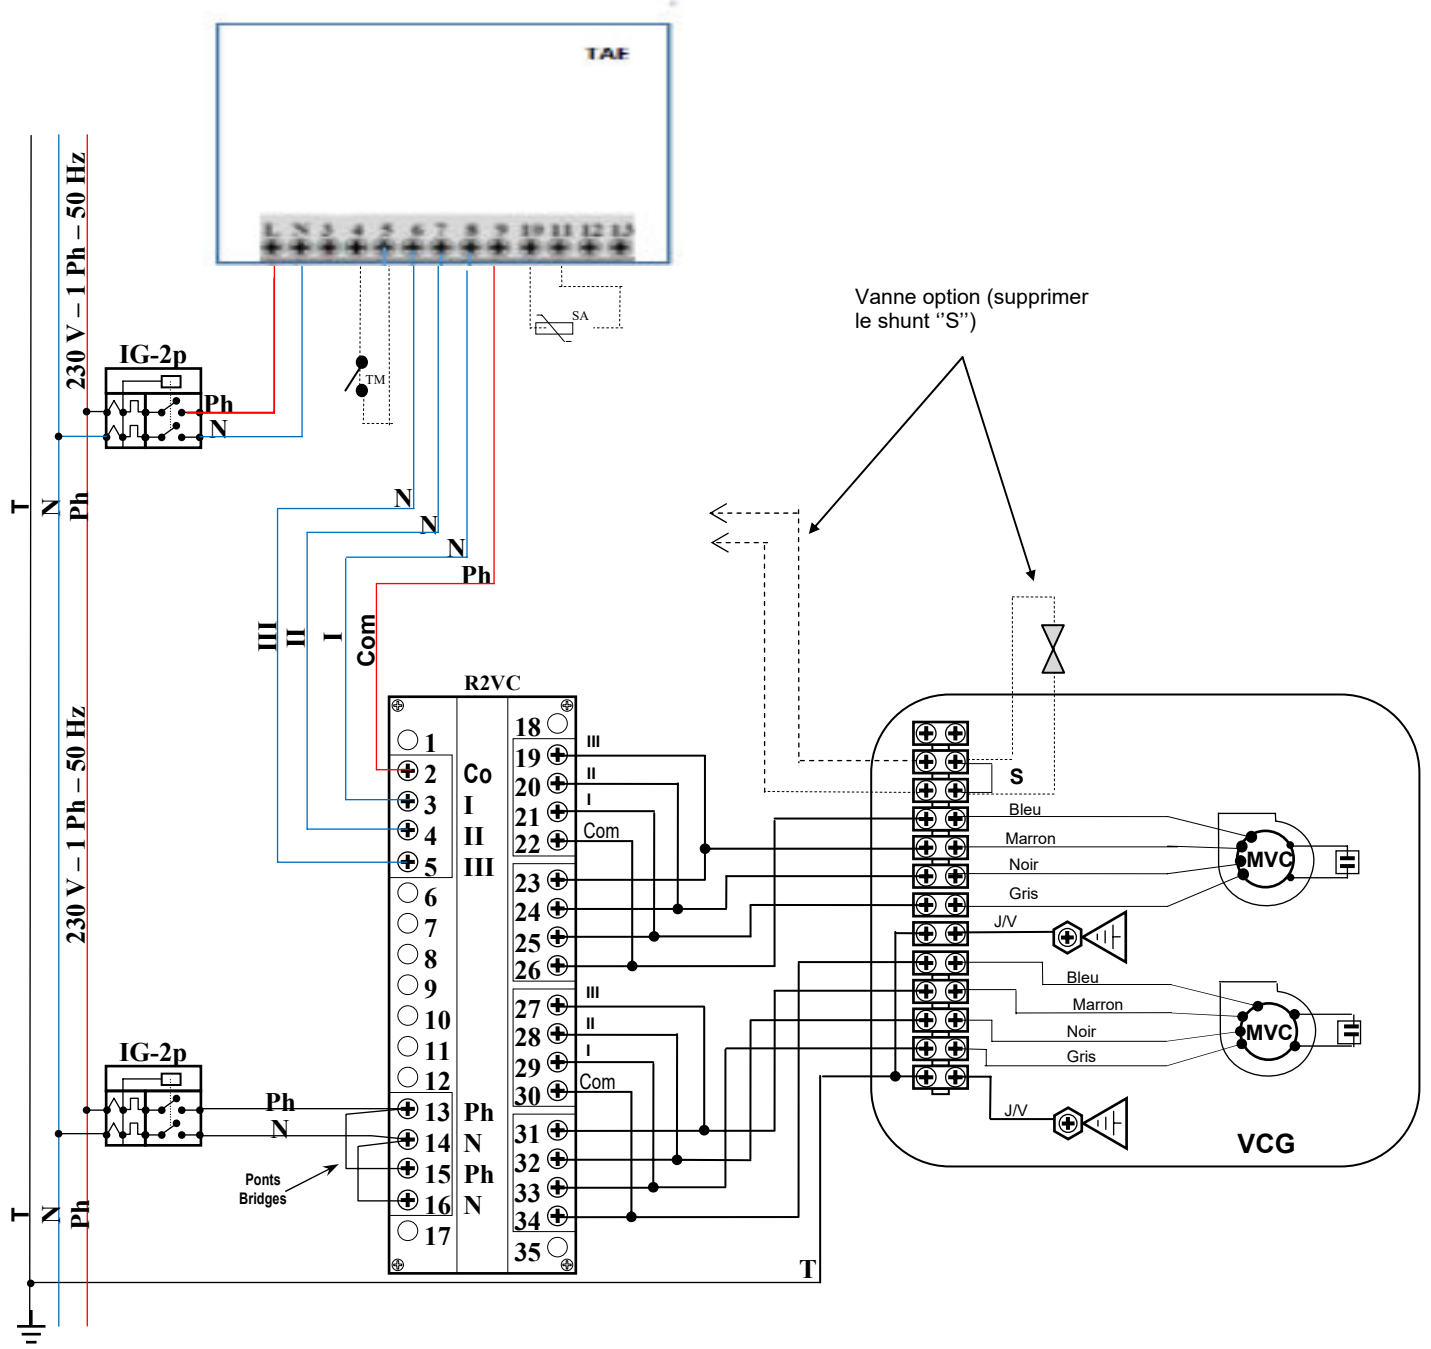 TAE
L N 3 4 5 6 7 8 9 10 11 12 13
230 V – 1 Ph – 50 Hz
IG-2p
Ph
N
TM
SA
Vanne option (supprimer
le shunt ‘‘S’’)
T
N
Ph
N
N
N
Ph
III
II
I
Com
R2VC
1
2 Co
3 I
4 II
5 III
6
7
8
9
10
11
12
13 Ph
14 N
15 Ph
16 N
17
18
19 III
20 II
21 I
22 Com
23
24
25
26
27 III
28 II
29 I
30 Com
31
32
33
34
35
230 V – 1 Ph – 50 Hz
IG-2p
Ph
N
Ponts
Bridges
T
N
Ph
T
S
Bleu
Marron
Noir
Gris
MVC
J/V
Bleu
Marron
Noir
Gris
MVC
J/V
VCG